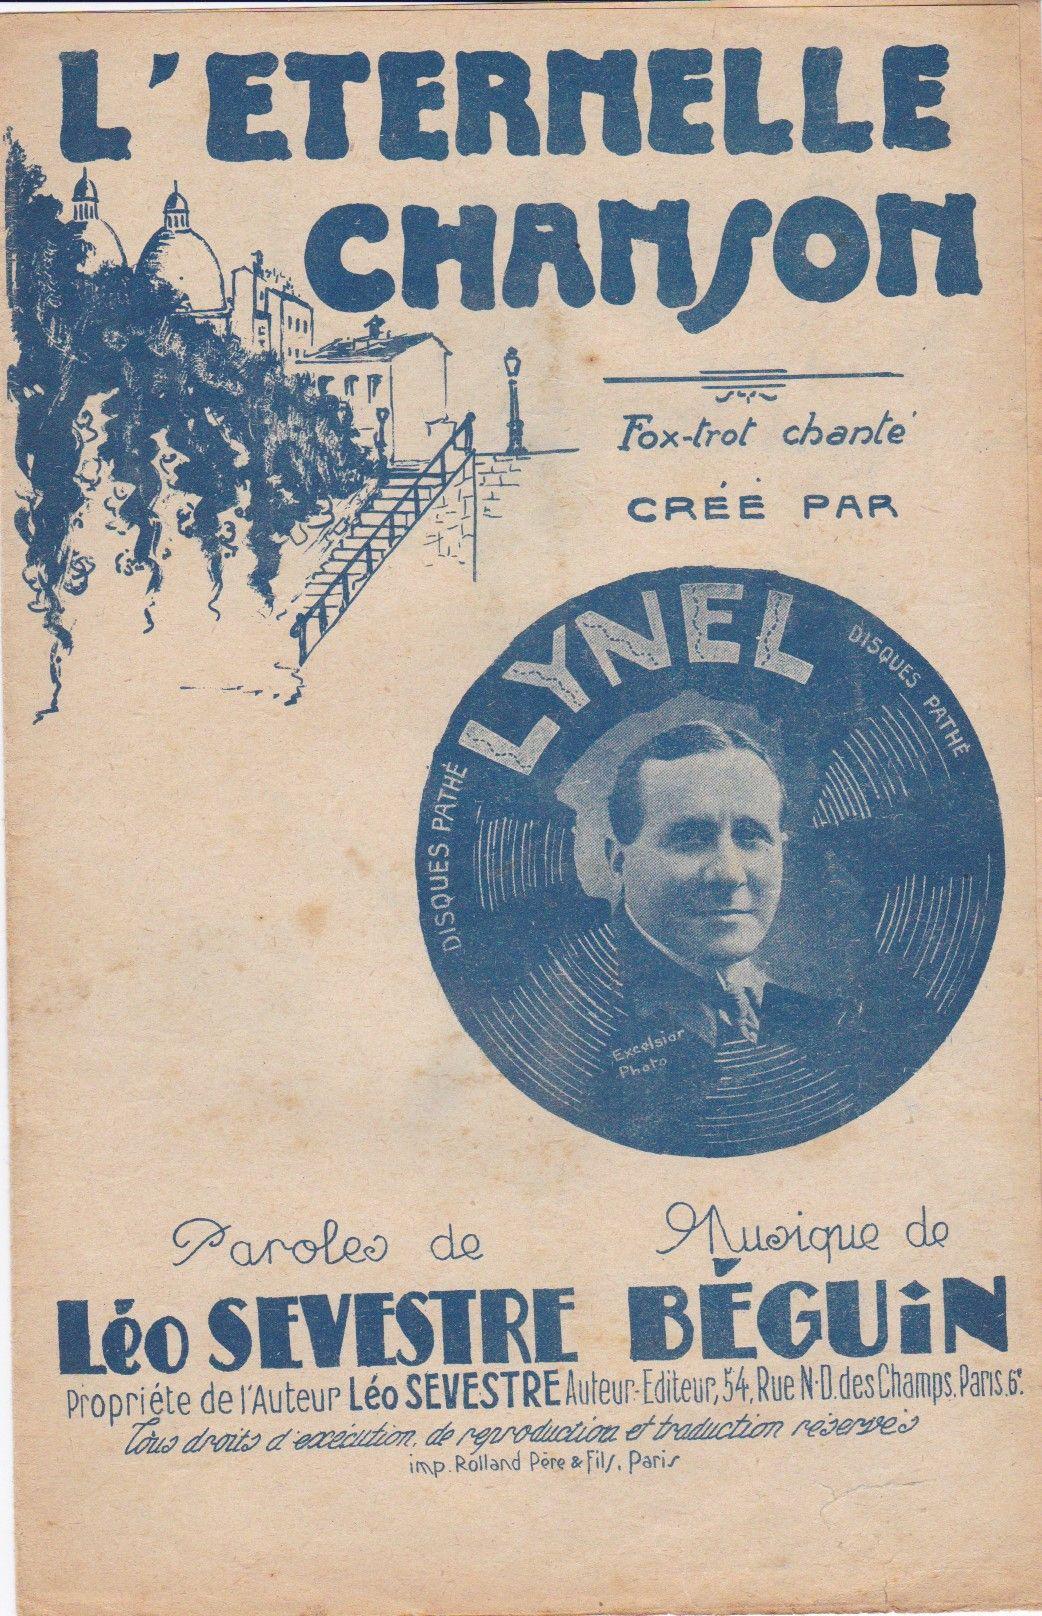 L'ETERNELLE
CHANSON
Fox-trot chanté
CRÉÉ PAR
LYNEL
DISQUES PATHÉ
DISQUES PATHÉ
Excelsior
Photo
Paroles de
Musique de
Léo SEVESTRE
BÉGUIN
Propriéte de l'Auteur Léo SEVESTRE Auteur-Editeur, 54, Rue N-D. des Champs, Paris, 6e.
Tous droits d'exécution, de reproduction et traduction réservés
imp. Rolland Père & Fils. Paris